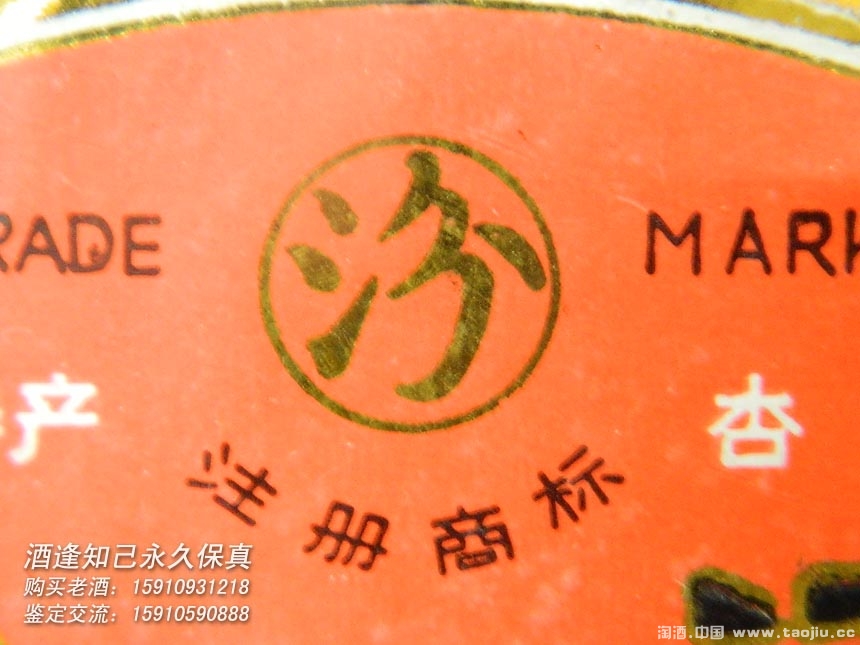 汾
RADE MARK
产 杏
注册商标
酒逢知己永久保真
购买老酒：15910931218
鉴定交流：15910590888
淘酒.中国 www.taojiu.cc